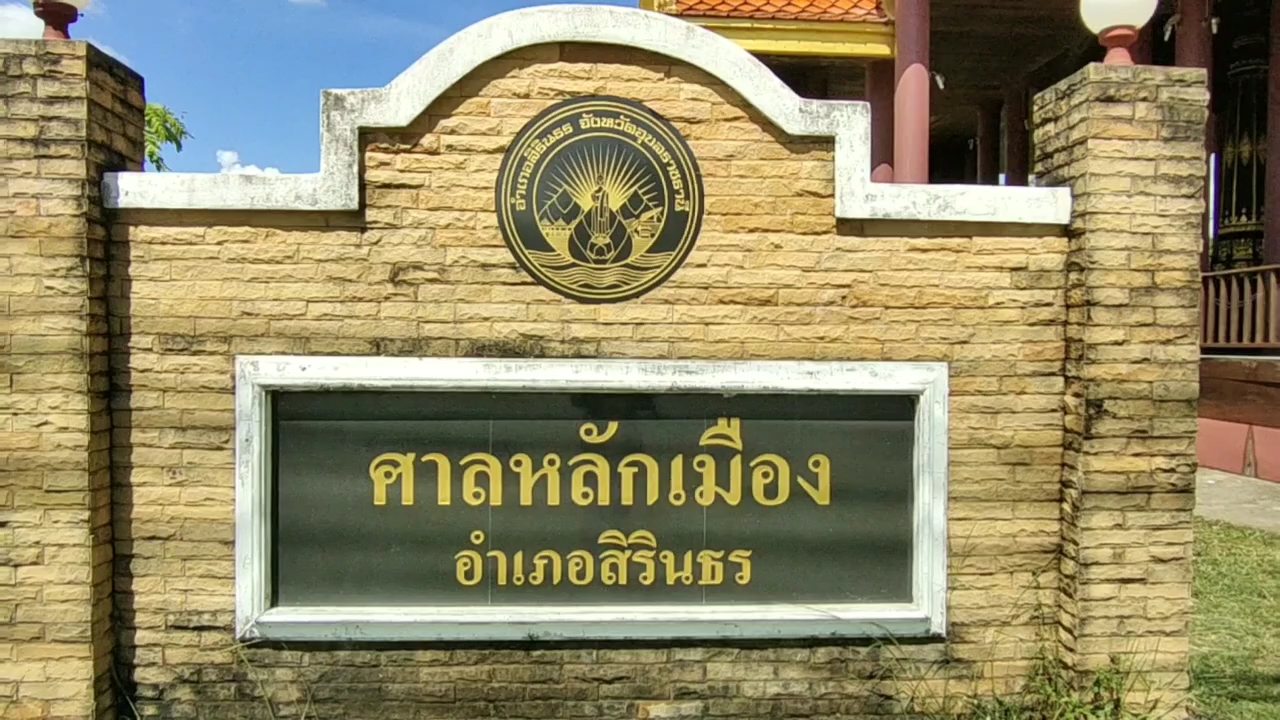 อำเภอสิรินธร จังหวัดอุบลราชธานี
ศาลหลักเมือง
อำเภอสิรินธร